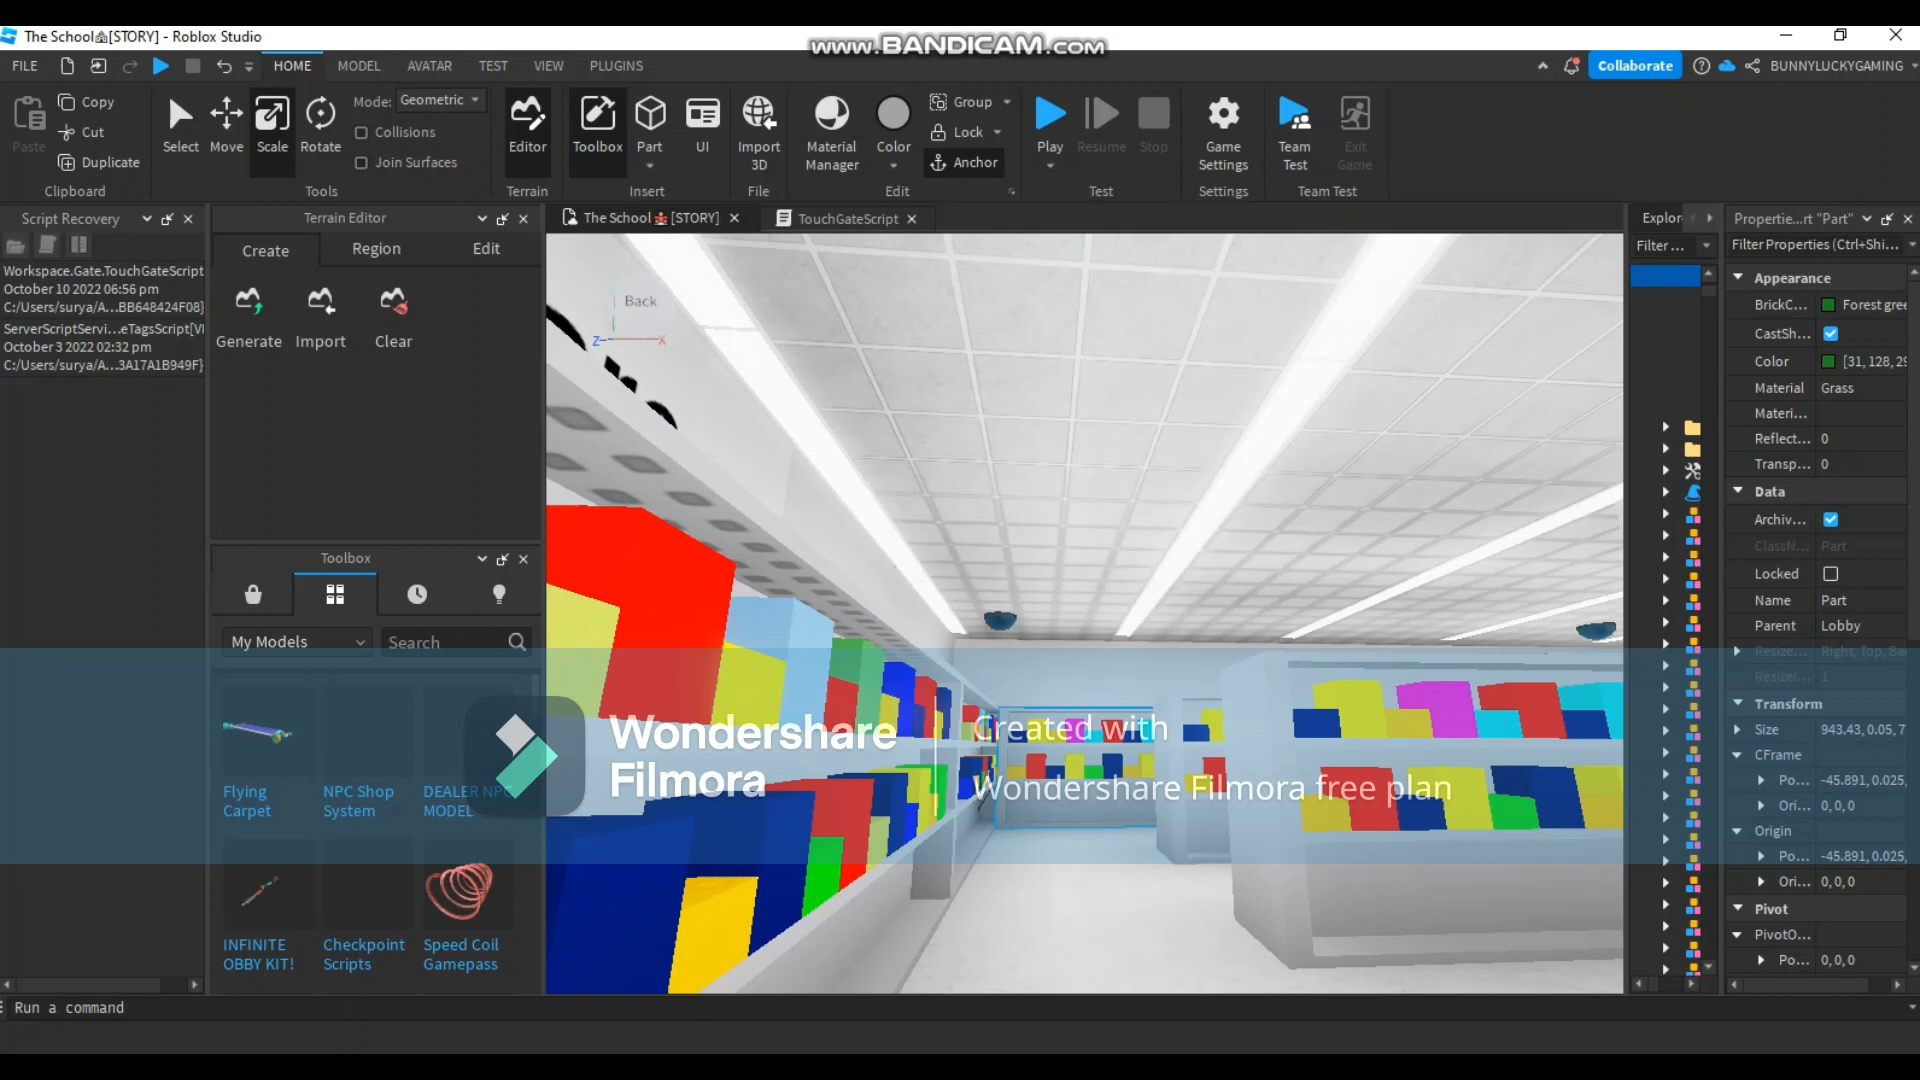 The School [STORY] - Roblox Studio
www.BANDICAM.com
FILE
HOME
MODEL
AVATAR
TEST
VIEW
PLUGINS
Collaborate
BUNNYLUCKYGAMING
Paste
Copy
Cut
Duplicate
Clipboard
Select
Move
Scale
Rotate
Mode: Geometric
Collisions
Join Surfaces
Tools
Editor
Terrain
Toolbox
Part
UI
Insert
Import
3D
File
Material
Manager
Color
Group
Lock
Anchor
Edit
Play
Resume
Stop
Test
Game
Settings
Settings
Team
Test
Exit
Game
Team Test
Script Recovery
Workspace.Gate.TouchGateScript
October 10 2022 06:56 pm
C:/Users/surya/A...BB648424F08}
ServerScriptServi...eTagsScript[VI
October 3 2022 02:32 pm
C:/Users/surya/A...3A17A1B949F}
Terrain Editor
Create
Region
Edit
Generate
Import
Clear
Toolbox
My Models
Search
Flying
Carpet
NPC Shop
System
DEALER NPC
MODEL
INFINITE
OBBY KIT!
Checkpoint
Scripts
Speed Coil
Gamepass
The School [STORY]
TouchGateScript
Back
Z
X
Wondershare
Filmora
Created with
Wondershare Filmora free plan
Explor
Filter...
Propertie...rt "Part"
Filter Properties (Ctrl+Shi...
Appearance
BrickC... Forest gree
CastSh...
Color [31, 128, 29
Material Grass
Materi...
Reflect... 0
Transp... 0
Data
Archiv...
ClassN... Part
Locked
Name Part
Parent Lobby
Resize... Right, Top, Ba
ResizeI... 1
Transform
Size 943.43, 0.05, 7
CFrame
Po... -45.891, 0.025,
Ori... 0, 0, 0
Origin
Po... -45.891, 0.025,
Ori... 0, 0, 0
Pivot
PivotO...
Po... 0, 0, 0
Run a command